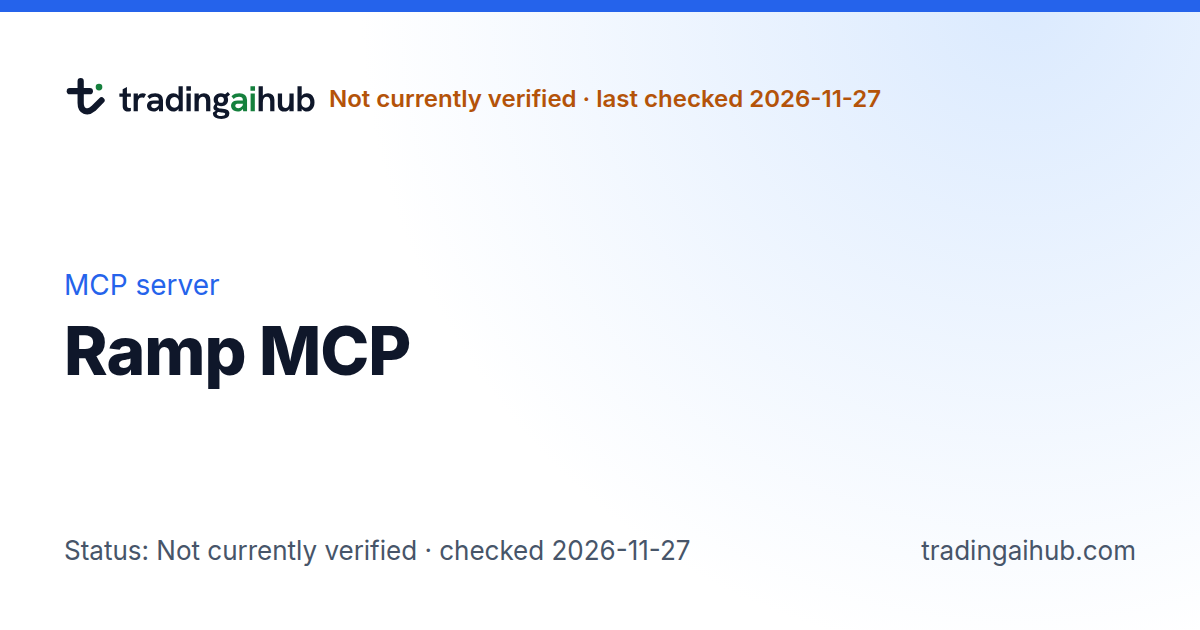 tradingaihub Not currently verified · last checked 2026-11-27
MCP server
Ramp MCP
Status: Not currently verified · checked 2026-11-27
tradingaihub.com